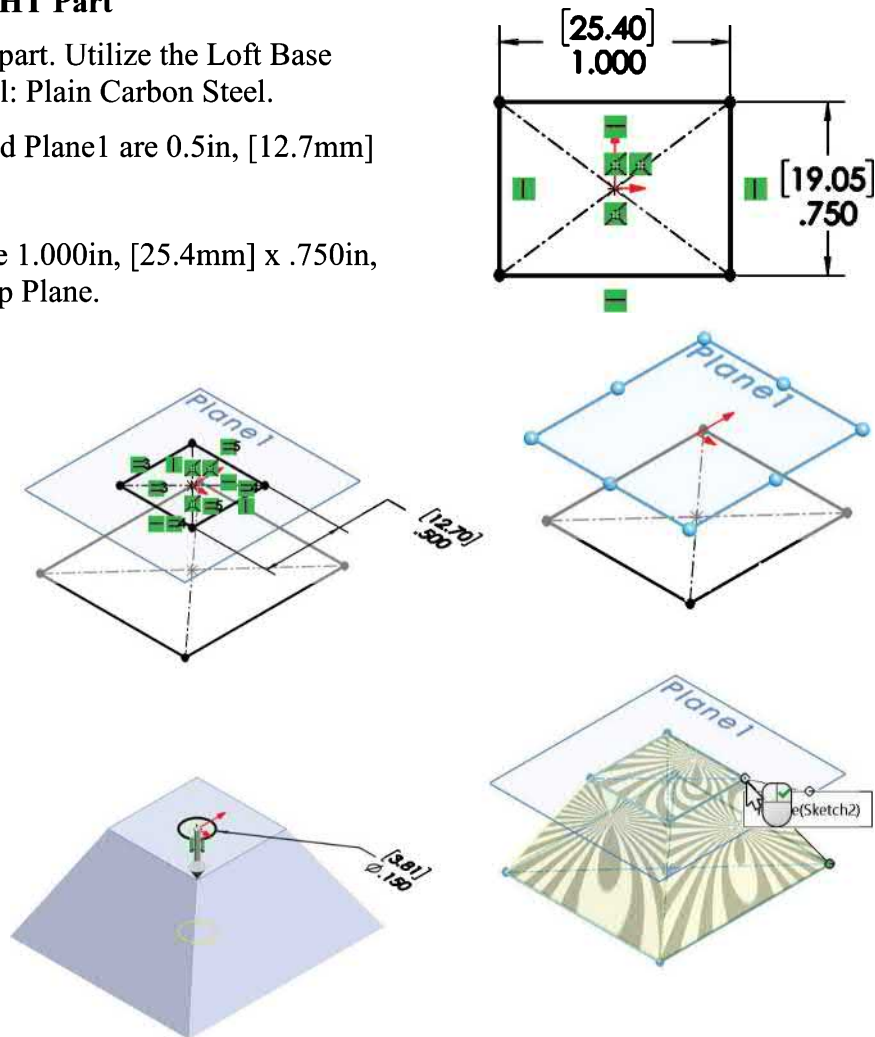 HT Part
part. Utilize the Loft Base
l: Plain Carbon Steel.
d Plane1 are 0.5in, [12.7mm]
e 1.000in, [25.4mm] x .750in,
p Plane.
[25.40]
1.000
[19.05]
.750
Plane1
[12.70]
.500
Plane1
[3.81]
Ø.150
Plane1
e(Sketch2)